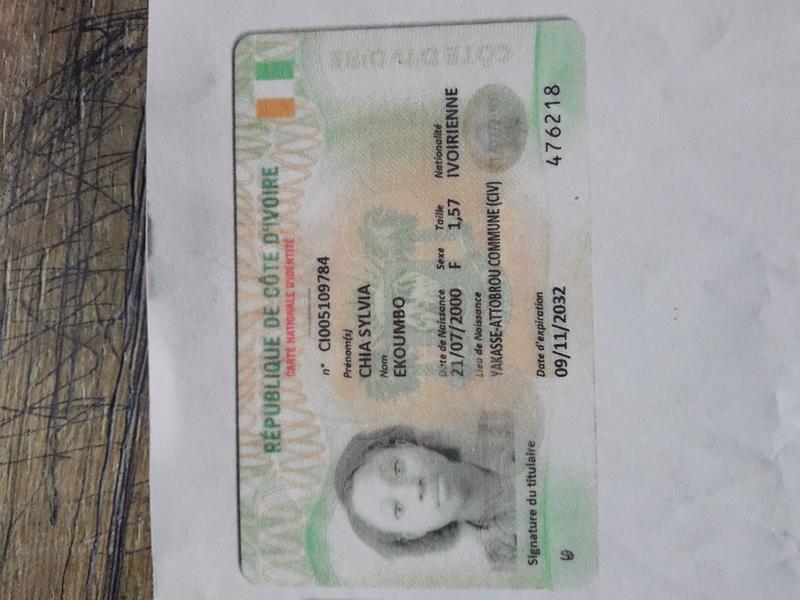 RÉPUBLIQUE DE CÔTE D'IVOIRE
CARTE NATIONALE D'IDENTITÉ
n° CI005109784
Prénom(s)
CHIA SYLVIA
Nom
EKOUMBO
Date de Naissance Sexe Taille Nationalité
21/07/2000 F 1,57 IVOIRIENNE
Lieu de Naissance
YAKASSE-ATTOBROU COMMUNE (CIV)
Signature du titulaire
Date d'expiration
09/11/2032
476218